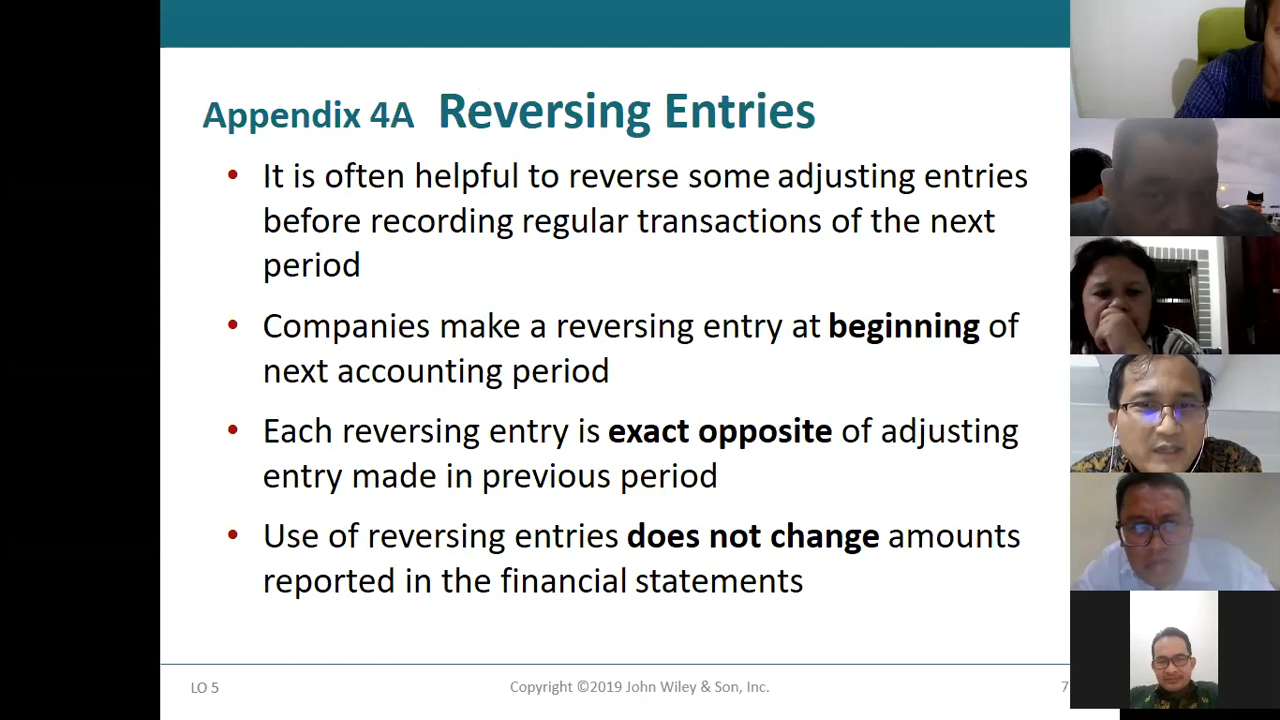 Appendix 4A Reversing Entries
• It is often helpful to reverse some adjusting entries
before recording regular transactions of the next
period
• Companies make a reversing entry at beginning of
next accounting period
• Each reversing entry is exact opposite of adjusting
entry made in previous period
• Use of reversing entries does not change amounts
reported in the financial statements
LO 5
Copyright ©2019 John Wiley & Son, Inc.
7